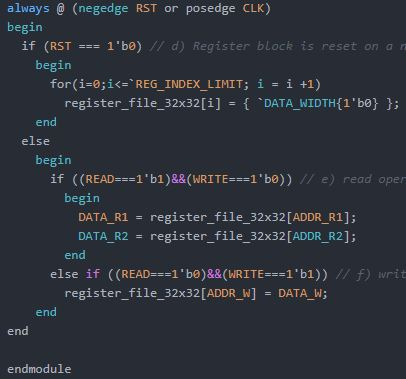 always @ (negedge RST or posedge CLK)
begin
  if (RST === 1'b0) // d) Register block is reset on a
    begin
      for(i=0;i<=`REG_INDEX_LIMIT; i = i +1)
        register_file_32x32[i] = { `DATA_WIDTH{1'b0} };
    end
  else
    begin
      if ((READ===1'b1)&&(WRITE===1'b0)) // e) read
        begin
          DATA_R1 = register_file_32x32[ADDR_R1];
          DATA_R2 = register_file_32x32[ADDR_R2];
        end
      else if ((READ===1'b0)&&(WRITE===1'b1)) // f)
        register_file_32x32[ADDR_W] = DATA_W;
    end
end
endmodule